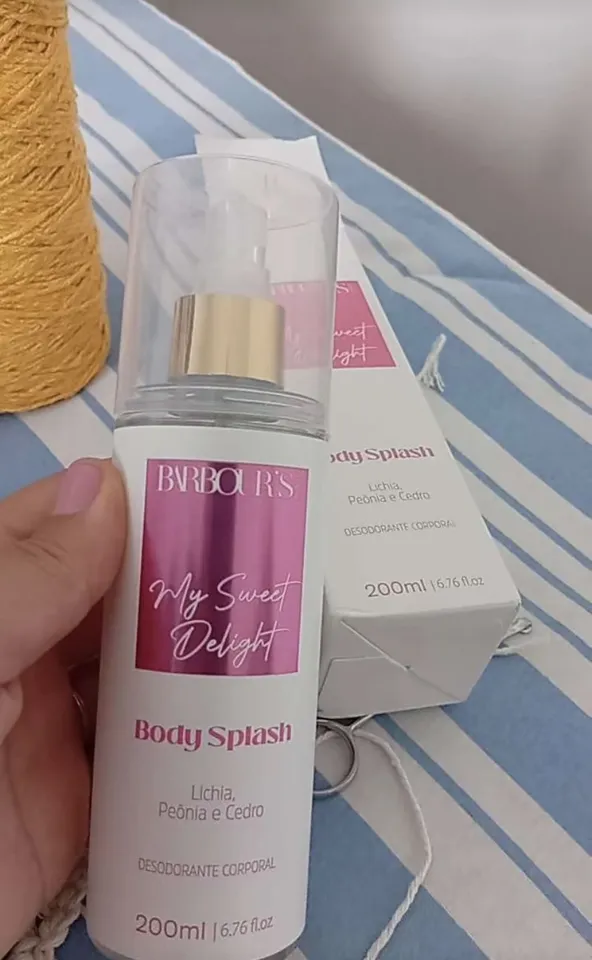 BARBOUR'S
My Sweet
Delight
Body Splash
Lichia,
Peônia e Cedro
DESODORANTE CORPORAL
200ml | 6.76 fl.oz
Sweet
Body Splash
Lichia,
Peônia e Cedro
DESODORANTE CORPORAL
200ml | 6.76 fl.oz